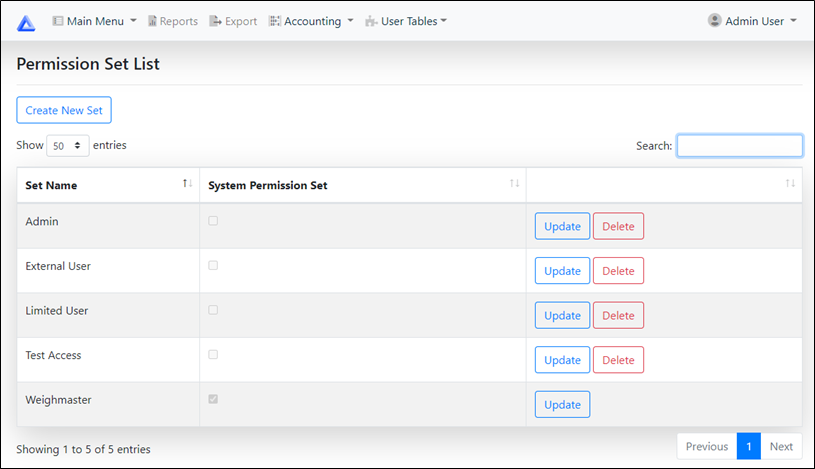 Main Menu Reports Export Accounting User Tables Admin User
Permission Set List
Create New Set
Show 50 entries Search:
Set Name System Permission Set
Admin Update Delete
External User Update Delete
Limited User Update Delete
Test Access Update Delete
Weighmaster Update
Showing 1 to 5 of 5 entries Previous 1 Next